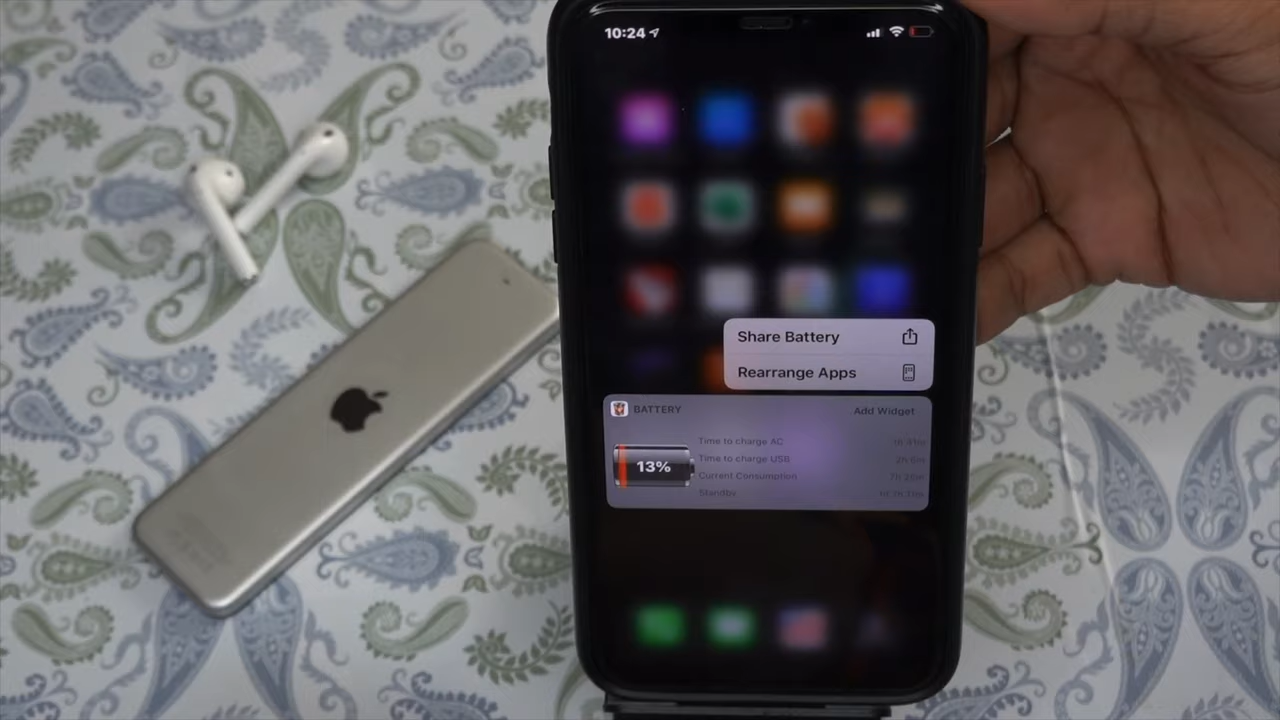 10:24
Share Battery
Rearrange Apps
BATTERY Add Widget
Time to charge AC
Time to charge USB
13%
Current Consumption
Standby